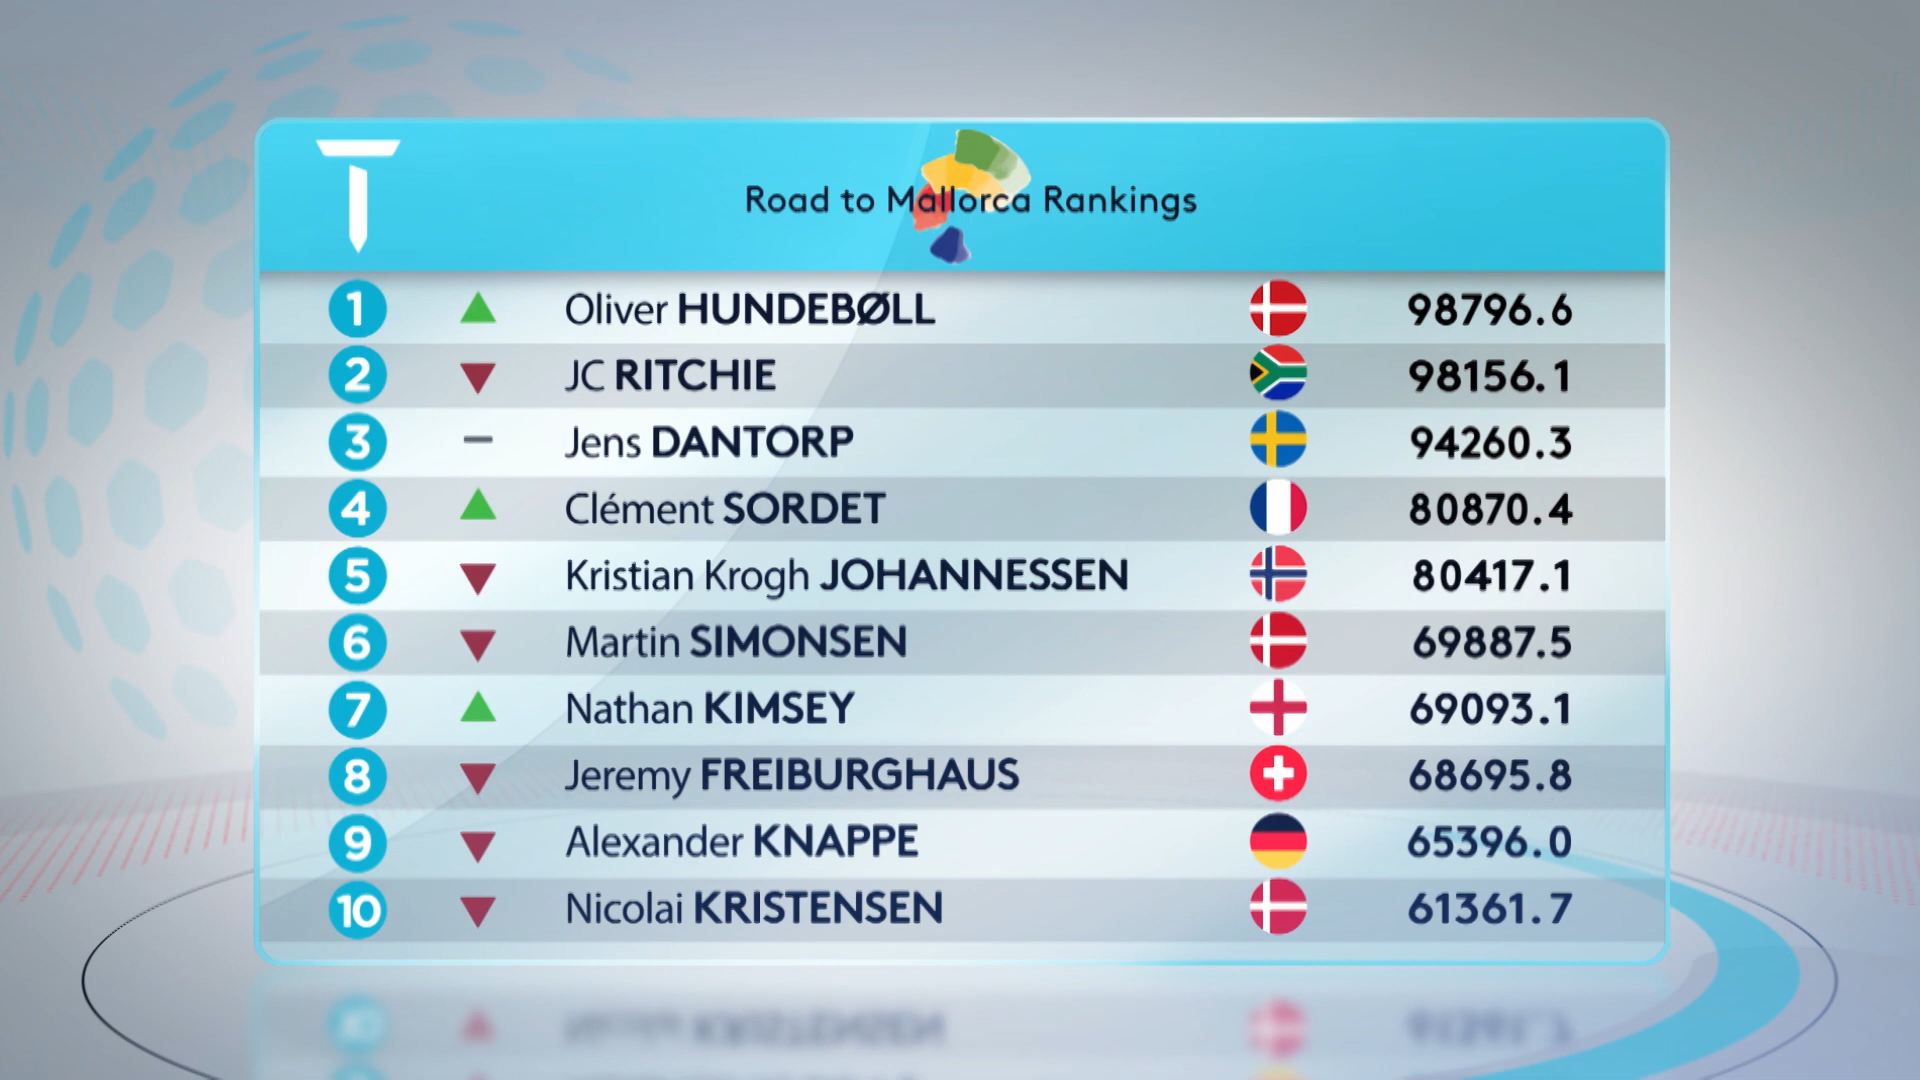 Road to Mallorca Rankings
1 Oliver HUNDEBØLL 98796.6
2 JC RITCHIE 98156.1
3 Jens DANTORP 94260.3
4 Clément SORDET 80870.4
5 Kristian Krogh JOHANNESSEN 80417.1
6 Martin SIMONSEN 69887.5
7 Nathan KIMSEY 69093.1
8 Jeremy FREIBURGHAUS 68695.8
9 Alexander KNAPPE 65396.0
10 Nicolai KRISTENSEN 61361.7